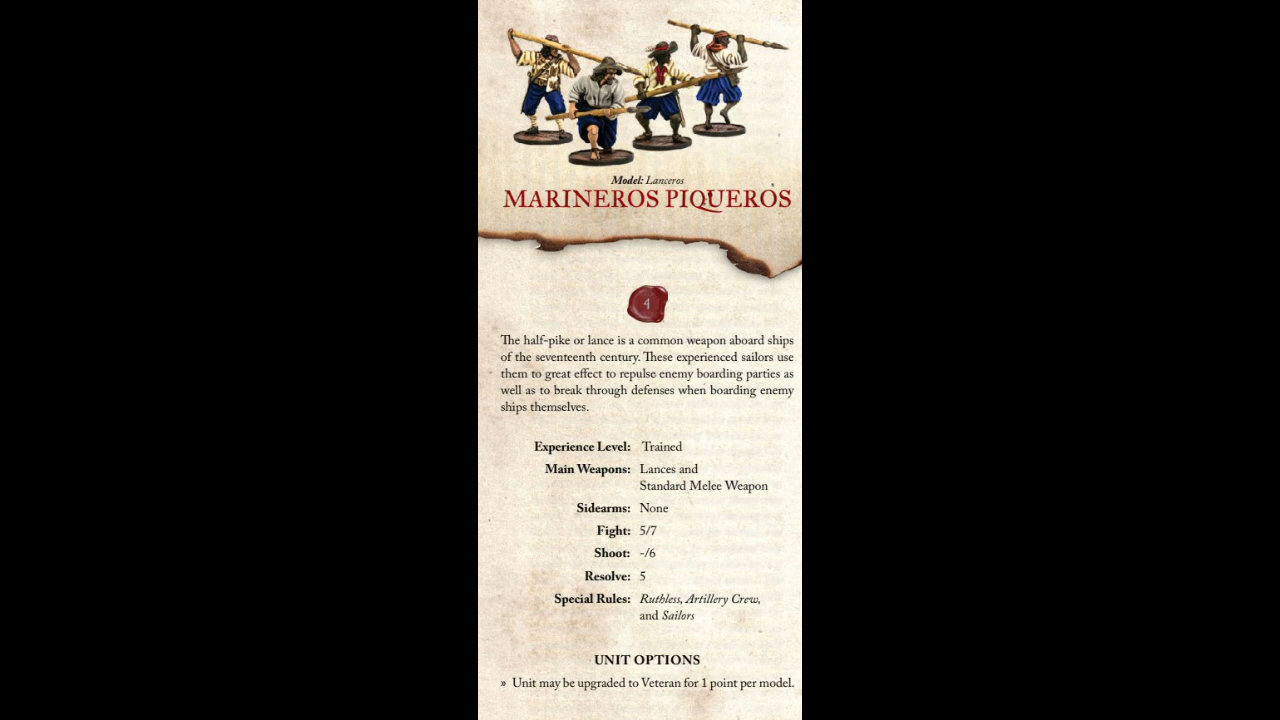 Model: Lanceros
MARINEROS PIQUEROS
4
The half-pike or lance is a common weapon aboard ships
of the seventeenth century. These experienced sailors use
them to great effect to repulse enemy boarding parties as
well as to break through defenses when boarding enemy
ships themselves.
Experience Level: Trained
Main Weapons: Lances and
Standard Melee Weapon
Sidearms: None
Fight: 5/7
Shoot: -/6
Resolve: 5
Special Rules: Ruthless, Artillery Crew,
and Sailors
UNIT OPTIONS
» Unit may be upgraded to Veteran for 1 point per model.